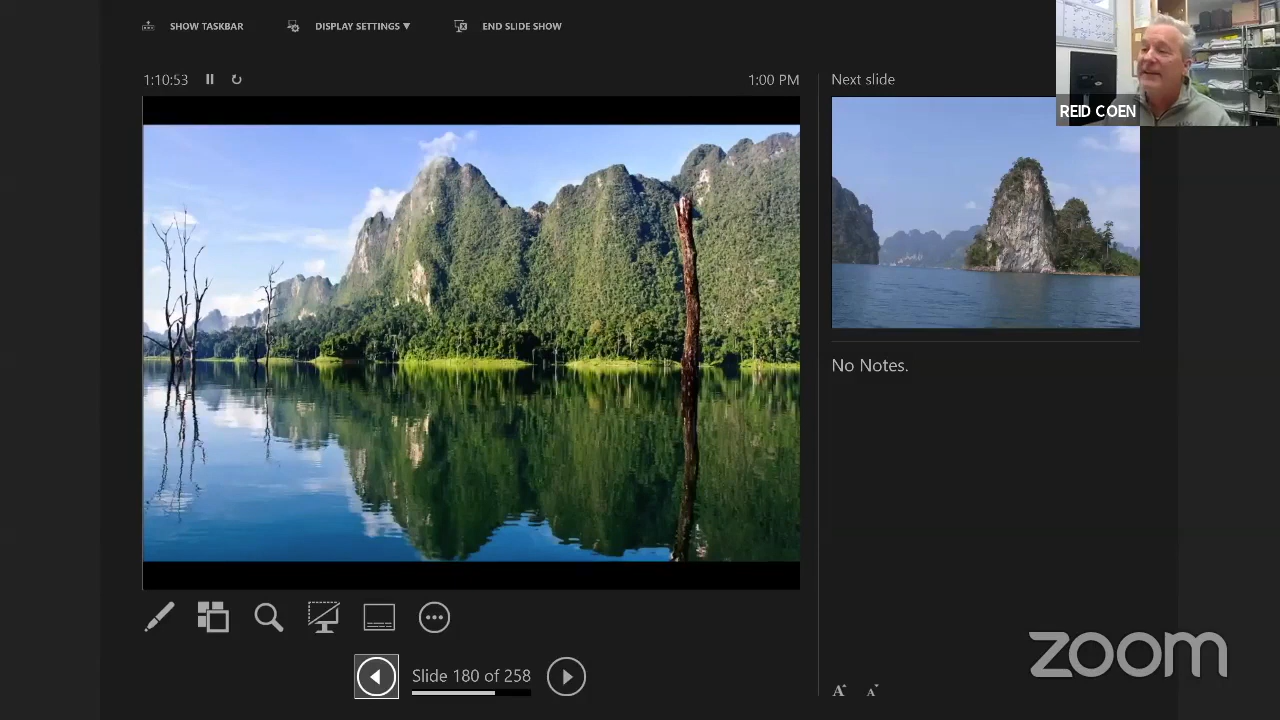 SHOW TASKBAR
DISPLAY SETTINGS ▼
END SLIDE SHOW
1:10:53
1:00 PM
Next slide
REID COEN
No Notes.
Slide 180 of 258
A A
zoom